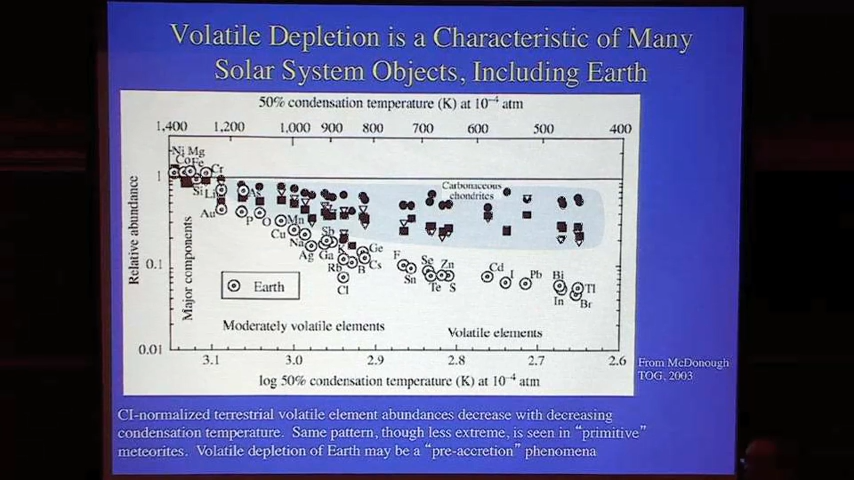 Volatile Depletion is a Characteristic of Many
Solar System Objects, Including Earth
50% condensation temperature (K) at 10⁻⁴ atm
1,400 1,200 1,000 900 800 700 600 500 400
Ni Mg
Co Fe Cr
Si Li As
Au P O Mn
Cu Na Sb
Ag Ga K Ge
Rb B Cs
Cl
F Sn
Se Zn
Te S
Cd I Pb
Bi Tl
In Br
Carbonaceous
chondrites
1
0.1
0.01
Relative abundance
Major components
Earth
Moderately volatile elements
Volatile elements
3.1 3.0 2.9 2.8 2.7 2.6
log 50% condensation temperature (K) at 10⁻⁴ atm
From McDonough
TOG, 2003
CI-normalized terrestrial volatile element abundances decrease with decreasing
condensation temperature. Same pattern, though less extreme, is seen in "primitive"
meteorites. Volatile depletion of Earth may be a "pre-accretion" phenomena